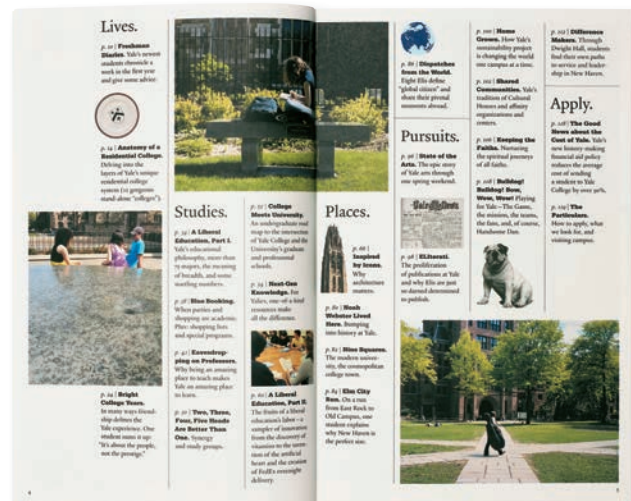 Lives.
p. 10 | Freshman
Diaries. Yale's newest
students chronicle a
week in the first year
and give some advice.
p. 14 | Anatomy of a
Residential College.
Delving into the
layers of Yale's unique
residential college
system (12 gorgeous
stand-alone "colleges").
p. 24 | Bright
College Years.
In many ways friend-
ship defines the
Yale experience. One
student sums it up:
"It's about the people,
not the prestige."
Studies.
A Liberal
Education, Part I.
Yale's educational
philosophy, more than
75 majors, the meaning
of breadth, and some
startling numbers.
p. 38 | Blue Booking.
When parties and
shopping are academic.
Plus: shopping lists
and special programs.
p. 42 | Eavesdrop-
ping on Professors.
Why being an amazing
place to teach makes
Yale an amazing place
to learn.
Two, Three,
Four, Five Heads
Are Better Than
One. Synergy
and study groups.
College
Meets University.
An undergraduate road
map to the intersection
of Yale College and the
University's graduate
and professional
schools.
Next-Gen
Knowledge. For
Yalies, one-of-a-kind
resources make
all the difference.
A Liberal
Education, Part II.
The fruits of a liberal
education's labor – a
sampler of innovation
from the discovery of
vitamins to the inven-
tion of the artificial
heart and the creation
of FedEx overnight
delivery.
Places.
p. 66 |
Inspired
by Icons.
Why
architecture
matters.
p. 80 | Noah
Webster Lived
Here. Bumping
into history at Yale.
p. 82 | Nine Squares.
The modern univer-
sity, the cosmopolitan
college town.
p. 84 | Elm City
Run. On a run
from East Rock to
Old Campus, one
student explains
why New Haven is
the perfect size.
p. 86 | Dispatches
from the World.
Eight Elis define
"global citizen" and
share their pivotal
moments abroad.
Pursuits.
p. 90 | State of the
Arts. The epic story
of Yale arts through
one spring weekend.
p. 98 | ELiterati.
The proliferation
of publications at Yale
and why Elis are just
so darned determined
to publish.
p. 100 | Home
Grown. How Yale's
sustainability project
is changing the world
one campus at a time.
p. 102 | Shared
Communities. Yale's
tradition of Cultural
Houses and affinity
organizations and
centers.
p. 106 | Keeping the
Faiths. Nurturing
the spiritual journeys
of all faiths.
p. 108 | Bulldog!
Bulldog! Bow,
Wow, Wow! Playing
for Yale – The Game,
the mission, the teams,
the fans, and, of course,
Handsome Dan.
p. 112 | Difference
Makers. Through
Dwight Hall, students
find their own paths
to service and leader-
ship in New Haven.
Apply.
p. 118 | The Good
News about the
Cost of Yale. Yale's
new history-making
financial aid policy
reduces the average
cost of sending
a student to Yale
College by over 50%.
The
Particulars.
How to apply, what
we look for, and
visiting campus.
4
5